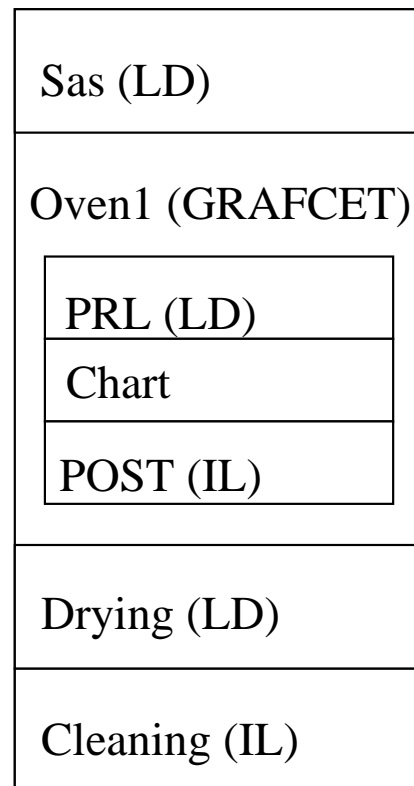 Sas (LD)
Oven1 (GRAFCET)
PRL (LD)
Chart
POST (IL)
Drying (LD)
Cleaning (IL)